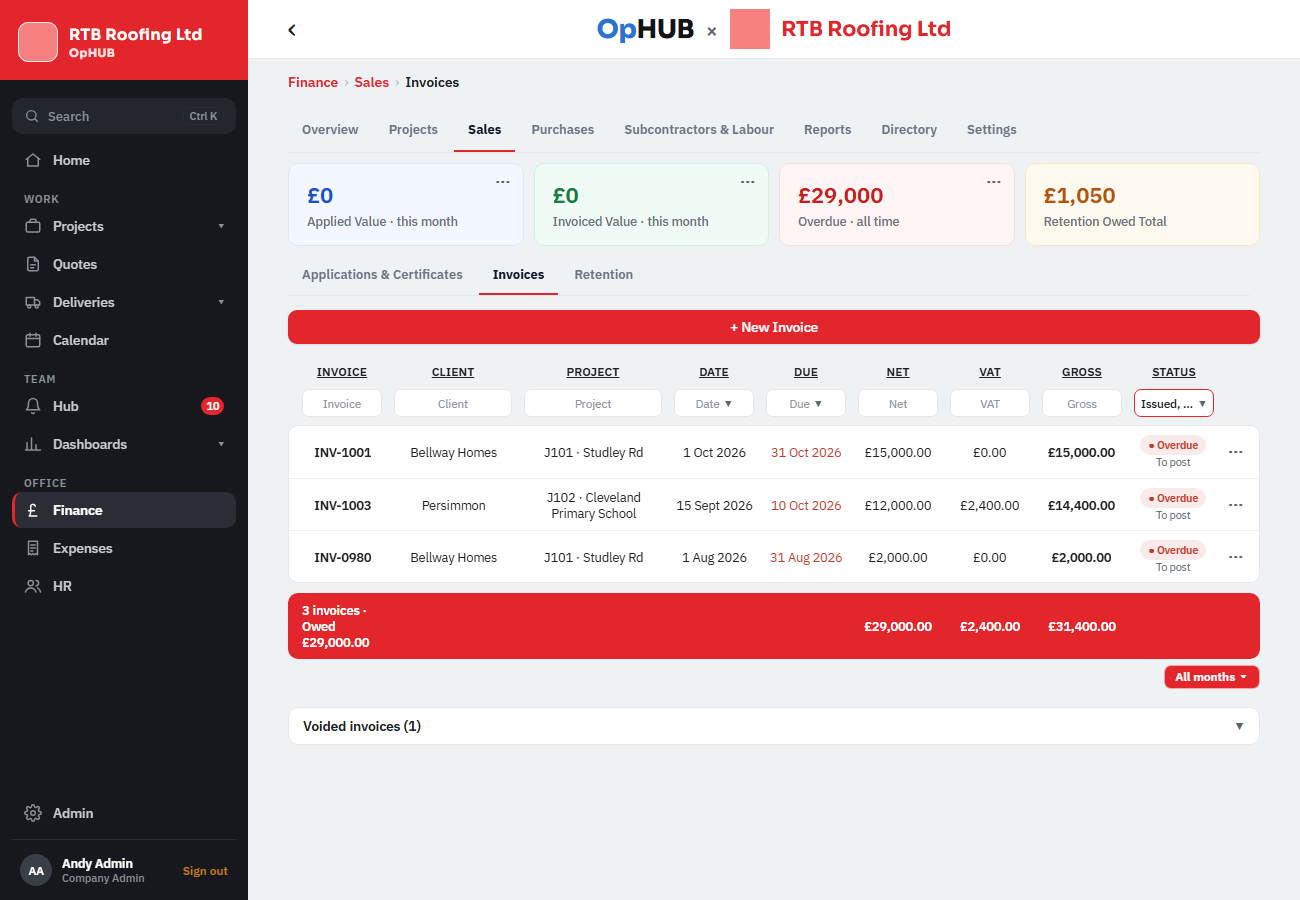 RTB Roofing Ltd
OpHUB
Search
Ctrl K
Home
WORK
Projects
Quotes
Deliveries
Calendar
TEAM
Hub
10
Dashboards
OFFICE
£ Finance
Expenses
HR
Admin
AA
Andy Admin
Company Admin
Sign out
OpHUB × RTB Roofing Ltd
Finance › Sales › Invoices
Overview Projects Sales Purchases Subcontractors & Labour Reports Directory Settings
£0
Applied Value · this month
£0
Invoiced Value · this month
£29,000
Overdue · all time
£1,050
Retention Owed Total
Applications & Certificates Invoices Retention
+ New Invoice
INVOICE CLIENT PROJECT DATE DUE NET VAT GROSS STATUS
Invoice Client Project Date ▼ Due ▼ Net VAT Gross Issued, ... ▼
INV-1001 Bellway Homes J101 · Studley Rd 1 Oct 2026 31 Oct 2026 £15,000.00 £0.00 £15,000.00 Overdue
To post
INV-1003 Persimmon J102 · Cleveland Primary School 15 Sept 2026 10 Oct 2026 £12,000.00 £2,400.00 £14,400.00 Overdue
To post
INV-0980 Bellway Homes J101 · Studley Rd 1 Aug 2026 31 Aug 2026 £2,000.00 £0.00 £2,000.00 Overdue
To post
3 invoices ·
Owed
£29,000.00
£29,000.00 £2,400.00 £31,400.00
All months
Voided invoices (1)